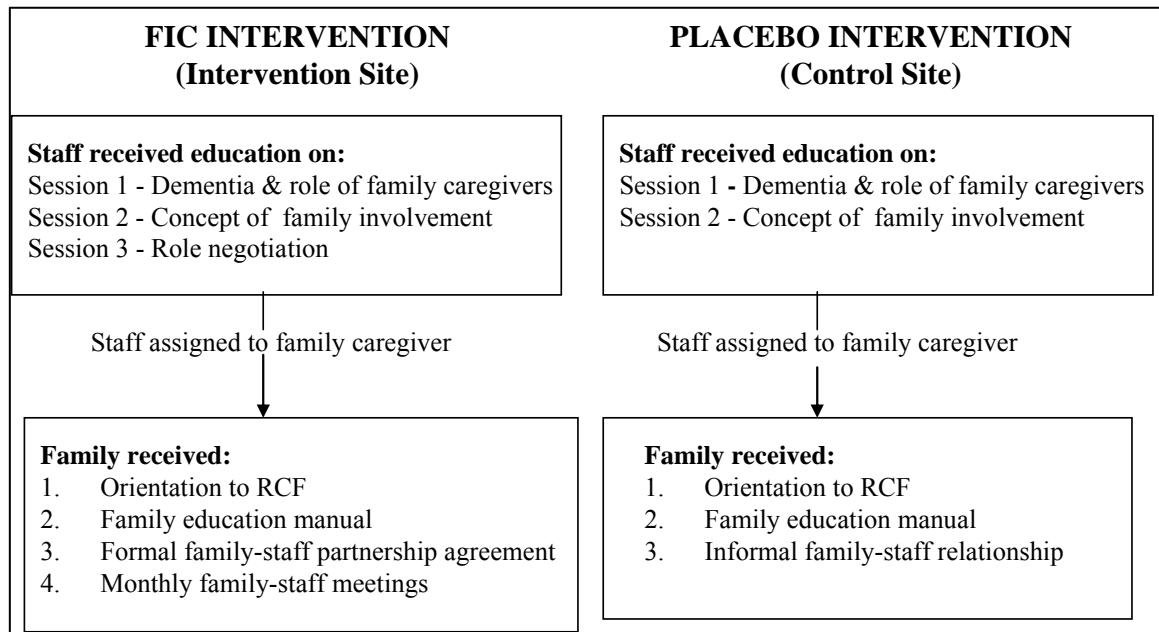 FIC INTERVENTION
(Intervention Site)
Staff received education on:
Session 1 - Dementia & role of family caregivers
Session 2 - Concept of family involvement
Session 3 - Role negotiation
Staff assigned to family caregiver
Family received:
1. Orientation to RCF
2. Family education manual
3. Formal family-staff partnership agreement
4. Monthly family-staff meetings
PLACEBO INTERVENTION
(Control Site)
Staff received education on:
Session 1 - Dementia & role of family caregivers
Session 2 - Concept of family involvement
Staff assigned to family caregiver
Family received:
1. Orientation to RCF
2. Family education manual
3. Informal family-staff relationship